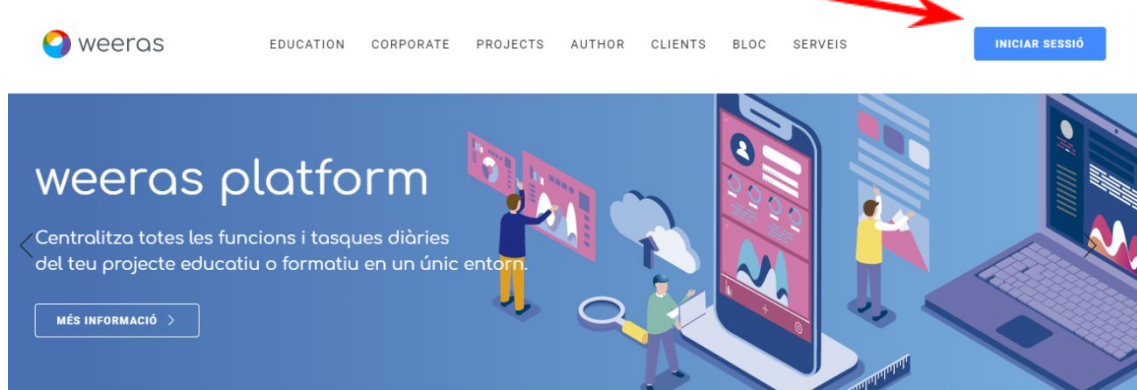 weeras
EDUCATION CORPORATE PROJECTS AUTHOR CLIENTS BLOC SERVEIS
INICIAR SESSIÓ
weeras platform
Centralitza totes les funcions i tasques diàries
del teu projecte educatiu o formatiu en un únic entorn.
MÉS INFORMACIÓ >